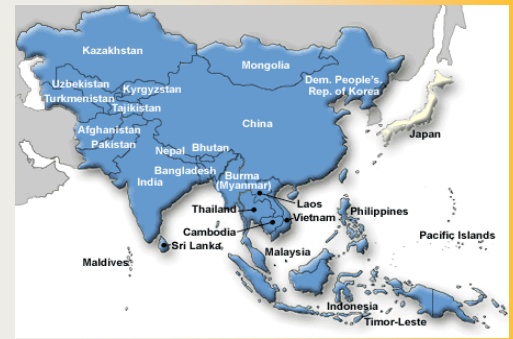 Kazakhstan
Mongolia
Uzbekistan
Kyrgyzstan
Dem. People's.
Rep. of Korea
Turkmenistan
Tajikistan
China
Japan
Afghanistan
Pakistan
Nepal
Bhutan
Bangladesh
India
Burma
(Myanmar)
Laos
Thailand
Vietnam
Philippines
Cambodia
Pacific Islands
Sri Lanka
Malaysia
Maldives
Indonesia
Timor-Leste